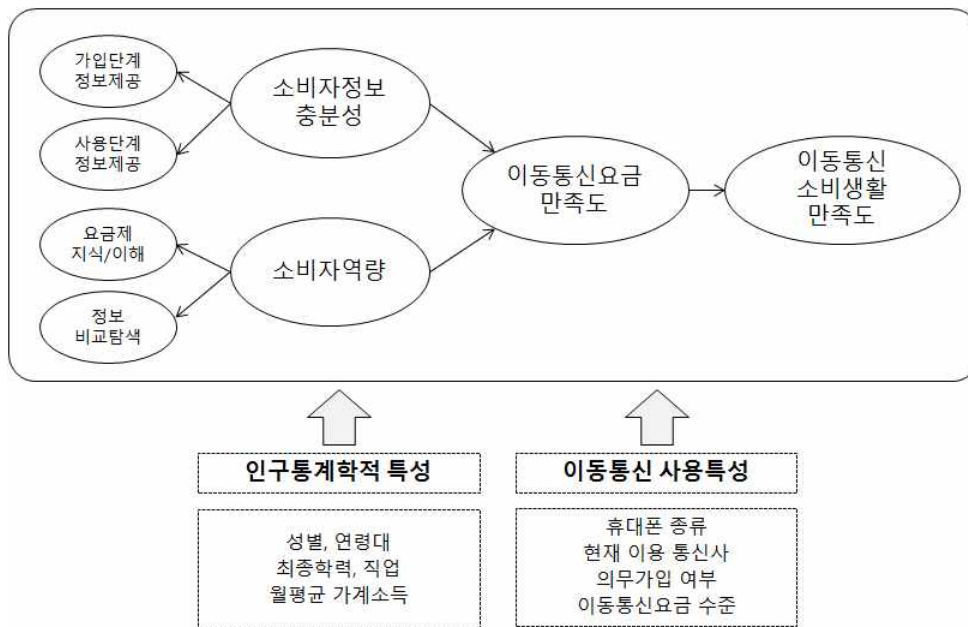 가입단계
정보제공
사용단계
정보제공
소비자정보
충분성
요금제
지식/이해
정보
비교탐색
소비자역량
이동통신요금
만족도
이동통신
소비생활
만족도
인구통계학적 특성
성별, 연령대
최종학력, 직업
월평균 가계소득
이동통신 사용특성
휴대폰 종류
현재 이용 통신사
의무가입 여부
이동통신요금 수준